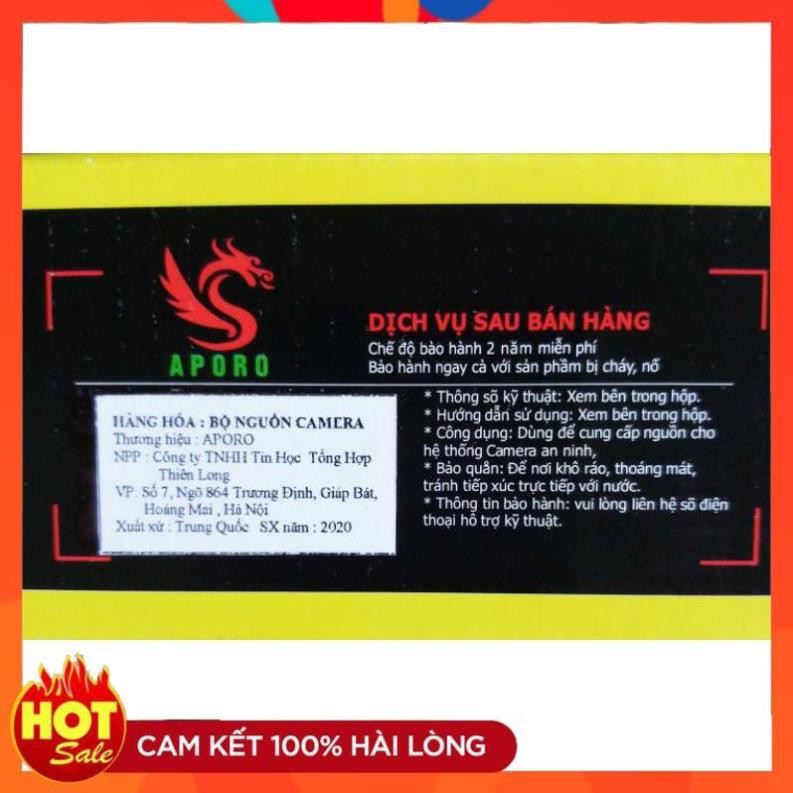 APORO
DỊCH VỤ SAU BÁN HÀNG
Chế độ bảo hành 2 năm miễn phí
Bảo hành ngay cả với sản phẩm bị cháy, nổ
HÀNG HÓA : BỘ NGUỒN CAMERA
Thương hiệu : APORO
NPP : Công ty TNHH Tin Học Tổng Hợp
Thiên Long
VP. Số 7, Ngõ 864 Trương Định, Giáp Bát,
Hoàng Mai , Hà Nội
Xuất xứ : Trung Quốc SX năm : 2020
* Thông số kỹ thuật: Xem bên trong hộp.
* Hướng dẫn sử dụng: Xem bên trong hộp.
* Công dụng: Dùng để cung cấp nguồn cho
hệ thống Camera an ninh,
* Bảo quản: Để nơi khô ráo, thoáng mát,
tránh tiếp xúc trực tiếp với nước.
* Thông tin bảo hành: vui lòng liên hệ số điện
thoại hỗ trợ kỹ thuật.
HOT
Sale
CAM KẾT 100% HÀI LÒNG